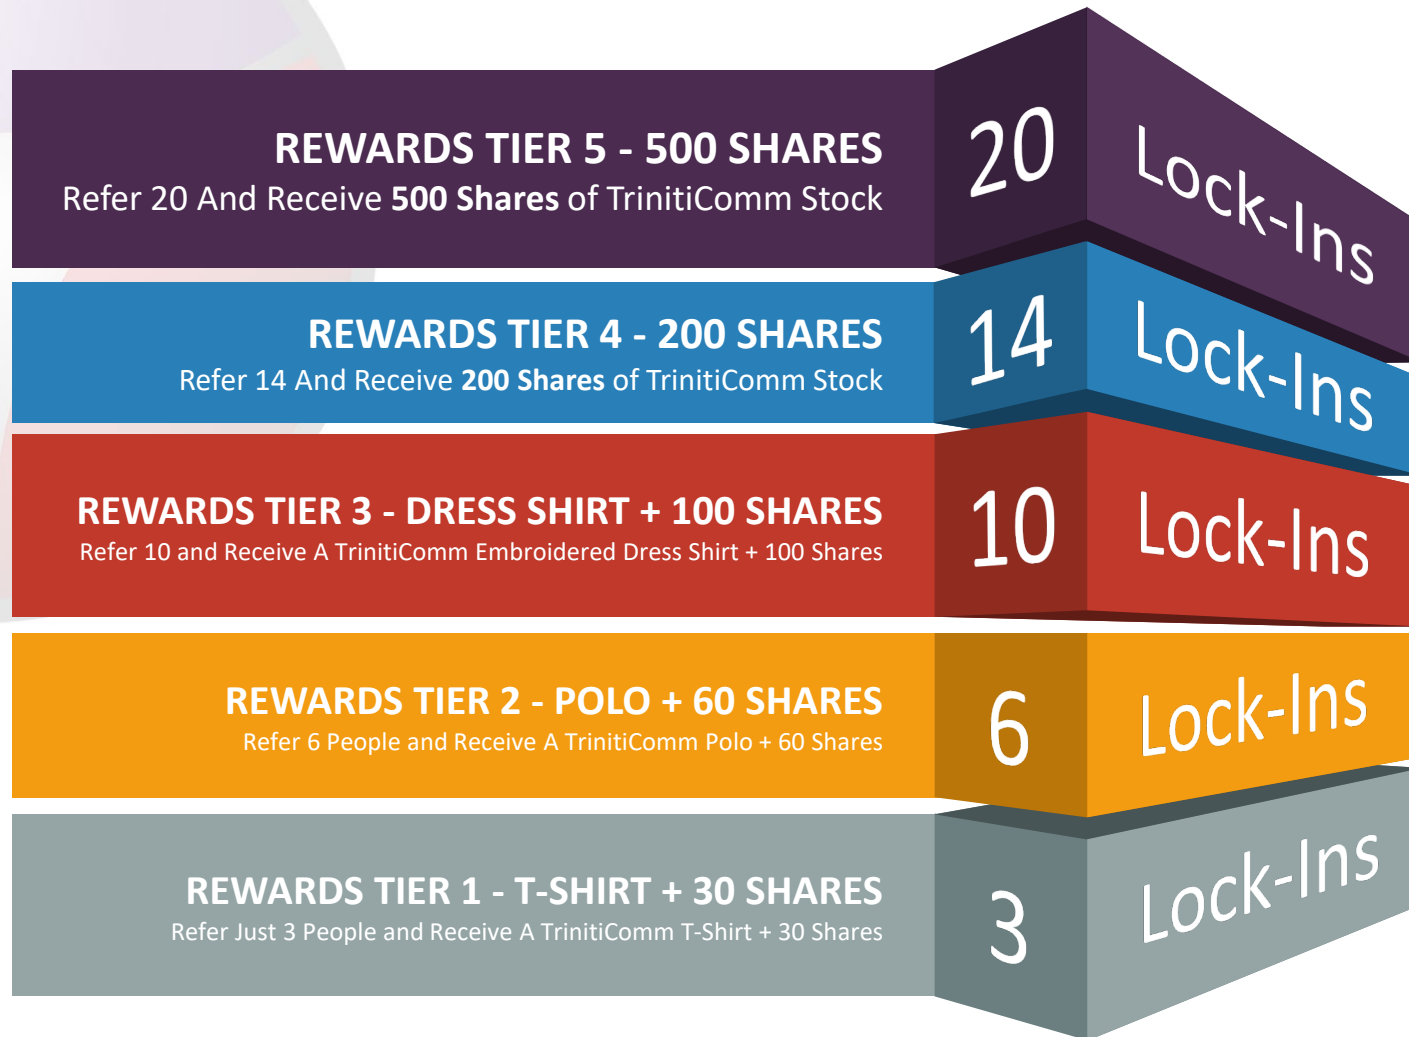 REWARDS TIER 5 - 500 SHARES
Refer 20 And Receive 500 Shares of TrinitiComm Stock
20 Lock-Ins
REWARDS TIER 4 - 200 SHARES
Refer 14 And Receive 200 Shares of TrinitiComm Stock
14 Lock-Ins
REWARDS TIER 3 - DRESS SHIRT + 100 SHARES
Refer 10 and Receive A TrinitiComm Embroidered Dress Shirt + 100 Shares
10 Lock-Ins
REWARDS TIER 2 - POLO + 60 SHARES
Refer 6 People and Receive A TrinitiComm Polo + 60 Shares
6 Lock-Ins
REWARDS TIER 1 - T-SHIRT + 30 SHARES
Refer Just 3 People and Receive A TrinitiComm T-Shirt + 30 Shares
3 Lock-Ins